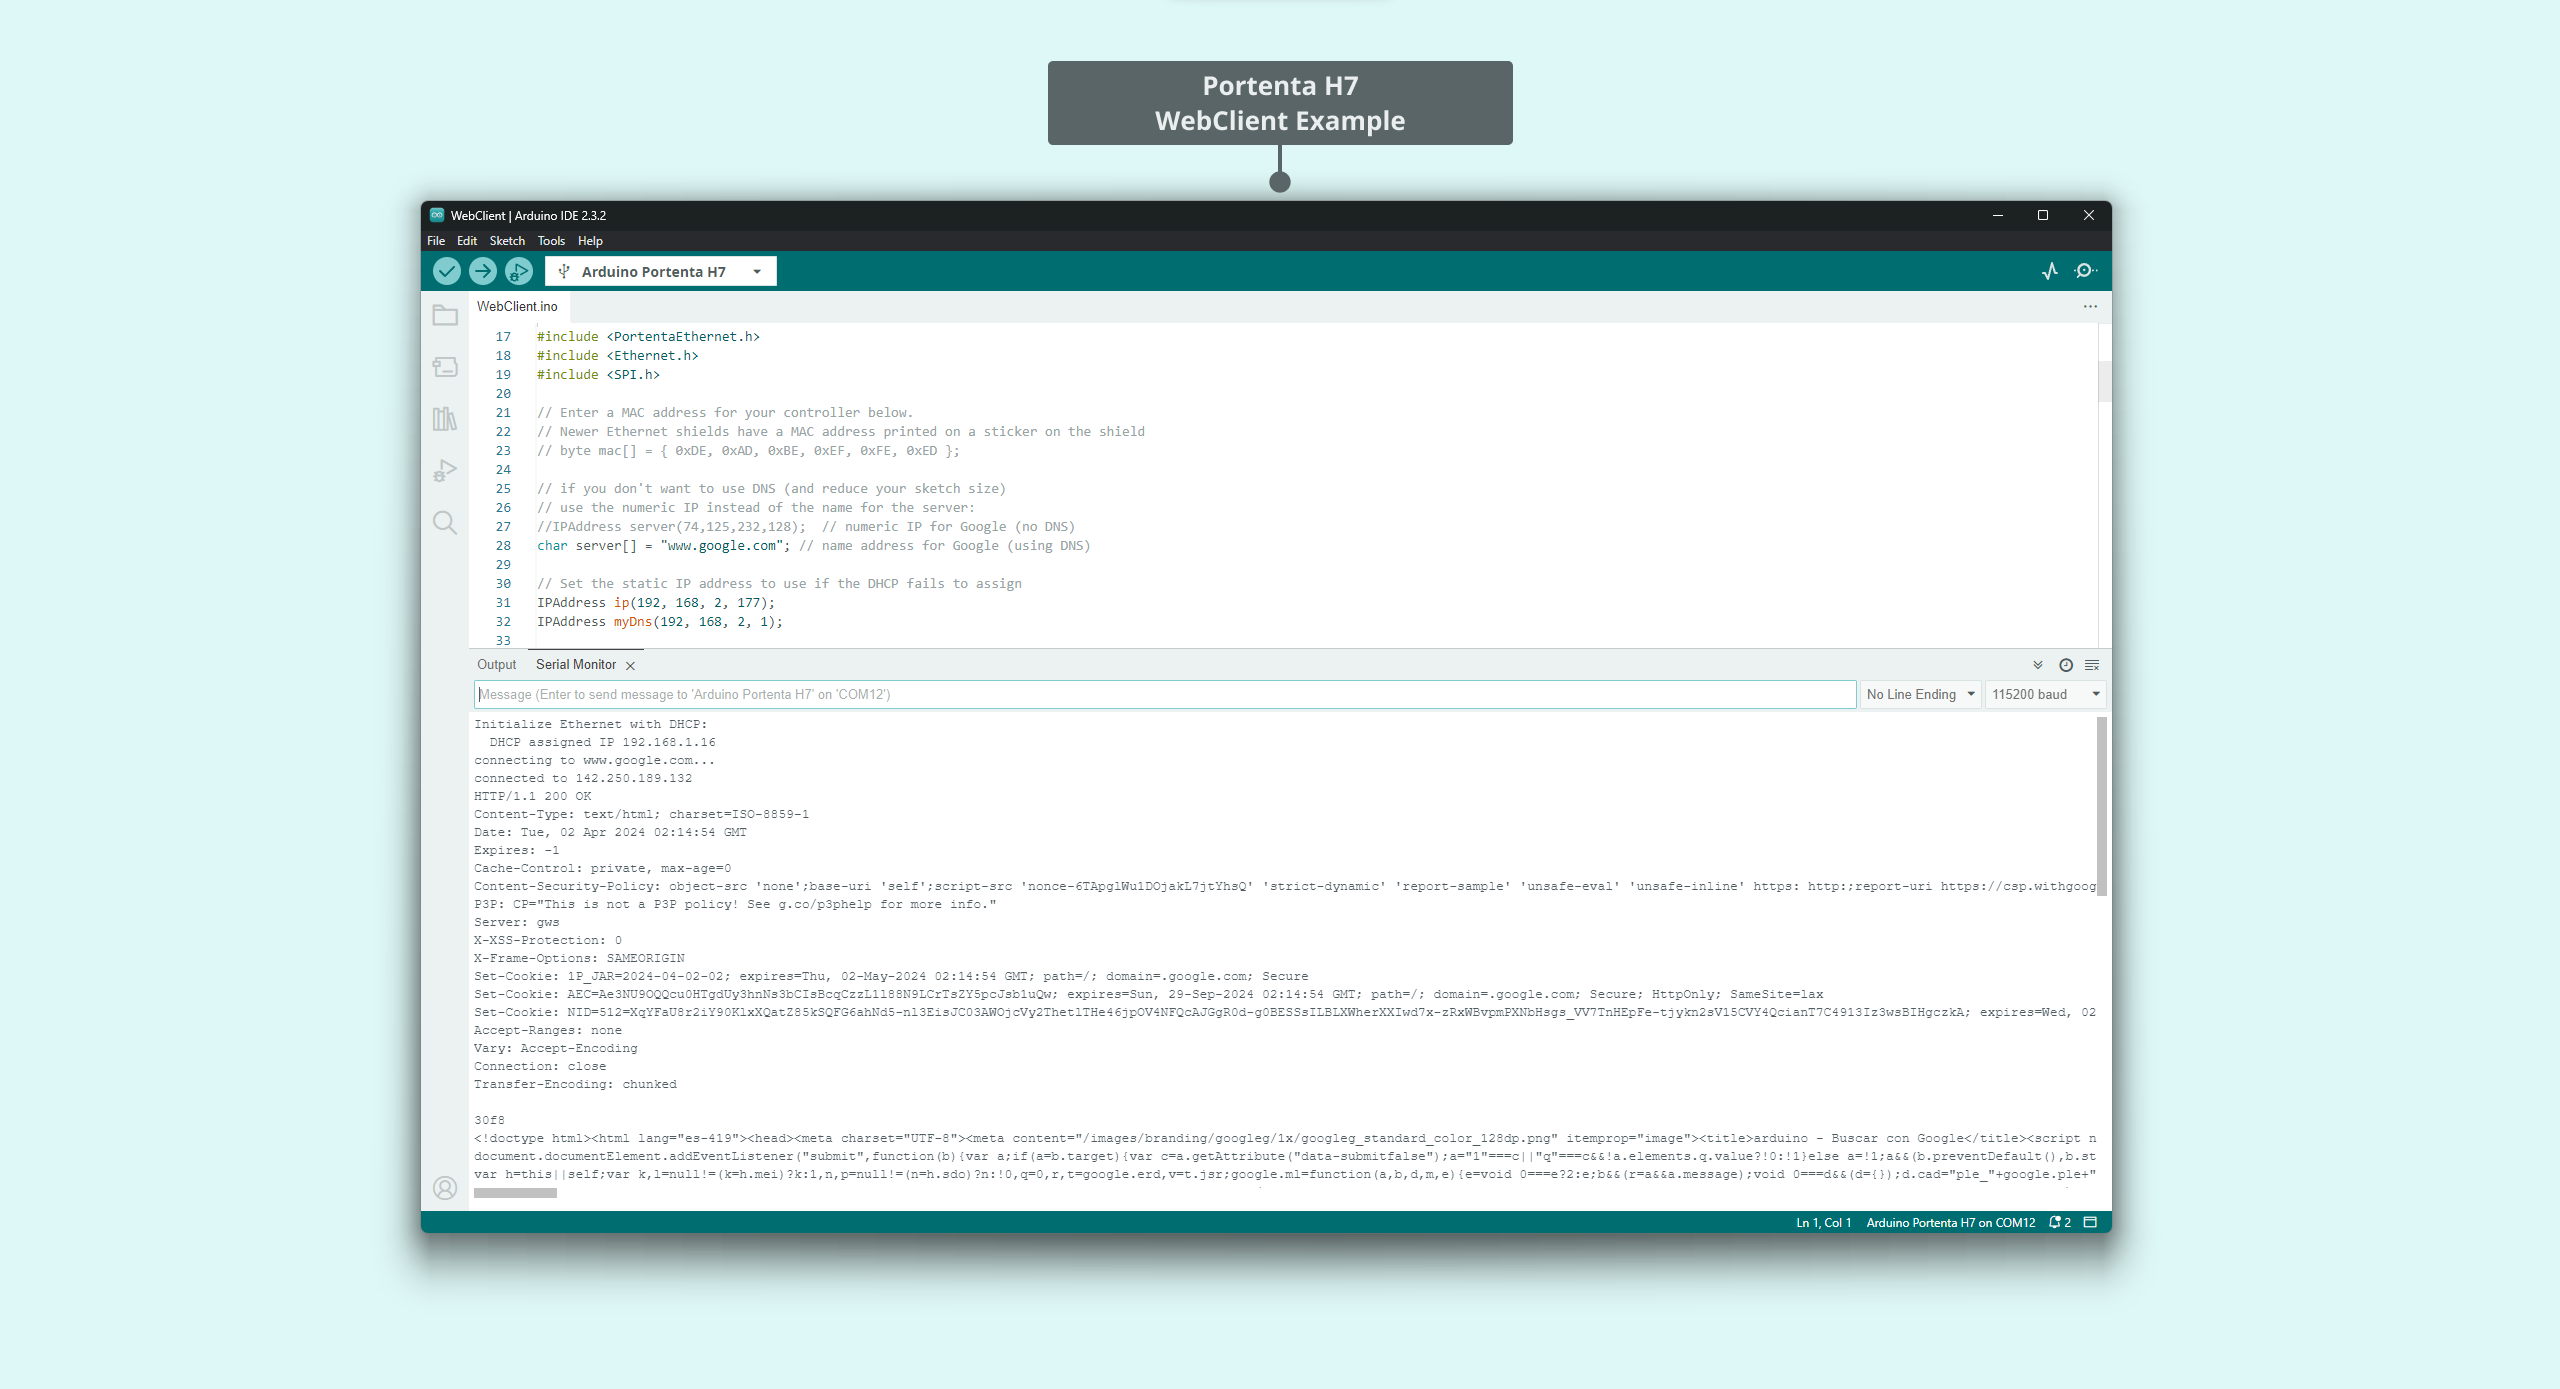 Portenta H7
WebClient Example
WebClient | Arduino IDE 2.3.2
File Edit Sketch Tools Help
Arduino Portenta H7
WebClient.ino
17 #include <PortentaEthernet.h>
18 #include <Ethernet.h>
19 #include <SPI.h>
20
21 // Enter a MAC address for your controller below.
22 // Newer Ethernet shields have a MAC address printed on a sticker on the shield
23 // byte mac[] = { 0xDE, 0xAD, 0xBE, 0xEF, 0xFE, 0xED };
24
25 // if you don't want to use DNS (and reduce your sketch size)
26 // use the numeric IP instead of the name for the server:
27 //IPAddress server(74,125,232,128);  // numeric IP for Google (no DNS)
28 char server[] = "www.google.com"; // name address for Google (using DNS)
29
30 // Set the static IP address to use if the DHCP fails to assign
31 IPAddress ip(192, 168, 2, 177);
32 IPAddress myDns(192, 168, 2, 1);
33
Output Serial Monitor
Message (Enter to send message to 'Arduino Portenta H7' on 'COM12') No Line Ending 115200 baud
Initialize Ethernet with DHCP:
DHCP assigned IP 192.168.1.16
connecting to www.google.com...
connected to 142.250.189.132
HTTP/1.1 200 OK
Content-Type: text/html; charset=ISO-8859-1
Date: Tue, 02 Apr 2024 02:14:54 GMT
Expires: -1
Cache-Control: private, max-age=0
Content-Security-Policy: object-src 'none';base-uri 'self';script-src 'nonce-6TApglWu1DOjakL7jtYhsQ' 'strict-dynamic' 'report-sample' 'unsafe-eval' 'unsafe-inline' https: http:;report-uri https://csp.withgoog
P3P: CP="This is not a P3P policy! See g.co/p3phelp for more info."
Server: gws
X-XSS-Protection: 0
X-Frame-Options: SAMEORIGIN
Set-Cookie: 1P_JAR=2024-04-02-02; expires=Thu, 02-May-2024 02:14:54 GMT; path=/; domain=.google.com; Secure
Set-Cookie: AEC=Ae3NU9OQQcu0HTgdUy3hnNs3bCIsBcqCzzL1l88N9LCrTsZY5pcJsb1uQw; expires=Sun, 29-Sep-2024 02:14:54 GMT; path=/; domain=.google.com; Secure; HttpOnly; SameSite=lax
Set-Cookie: NID=512=XqYFaU8r2iY90KlxXQatZ85kSQFG6ahNd5-nl3EisJC03AWOjcVy2ThetlTHe46jpOV4NFQcAJGgR0d-g0BESSsILBLXWherXXIwd7x-zRxWBvpmPXNbHsgs_VV7TnHEpFe-tjykn2sV15CVY4QcianT7C4913Iz3wsBIHgczkA; expires=Wed, 02
Accept-Ranges: none
Vary: Accept-Encoding
Connection: close
Transfer-Encoding: chunked
30f8
<!doctype html><html lang="es-419"><head><meta charset="UTF-8"><meta content="/images/branding/googleg/1x/googleg_standard_color_128dp.png" itemprop="image"><title>arduino - Buscar con Google</title><script n
document.documentElement.addEventListener("submit",function(b){var a;if(a=b.target){var c=a.getAttribute("data-submitfalse");a="1"===c||"q"===c&&!a.elements.q.value?!0:!1}else a=!1;a&&(b.preventDefault(),b.st
var h=this||self;var k,l=null!=(k=h.mei)?k:1,n,p=null!=(n=h.sdo)?n:!0,q=0,r,t=google.erd,v=t.jsr;google.ml=function(a,b,d,m,e){e=void 0===e?2:e;b&&(r=a&&a.message);void 0===d&&(d={});d.cad="ple_"+google.ple+"
Ln 1, Col 1 Arduino Portenta H7 on COM12 2